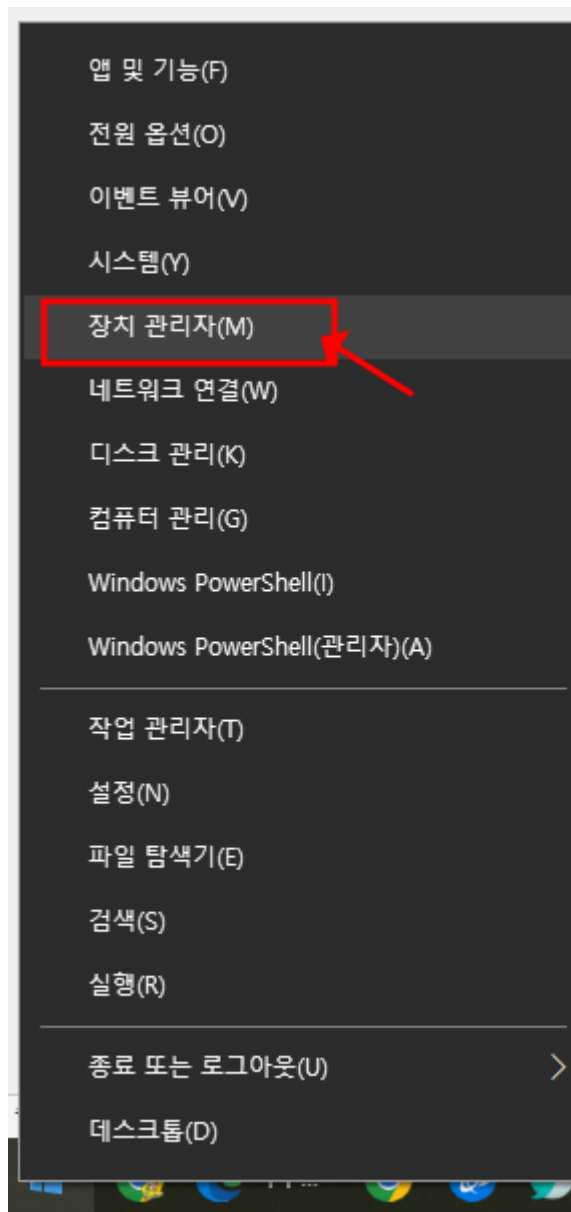 앱 및 기능(F)
전원 옵션(O)
이벤트 뷰어(V)
시스템(Y)
장치 관리자(M)
네트워크 연결(W)
디스크 관리(K)
컴퓨터 관리(G)
Windows PowerShell(I)
Windows PowerShell(관리자)(A)
작업 관리자(T)
설정(N)
파일 탐색기(E)
검색(S)
실행(R)
종료 또는 로그아웃(U)
데스크톱(D)